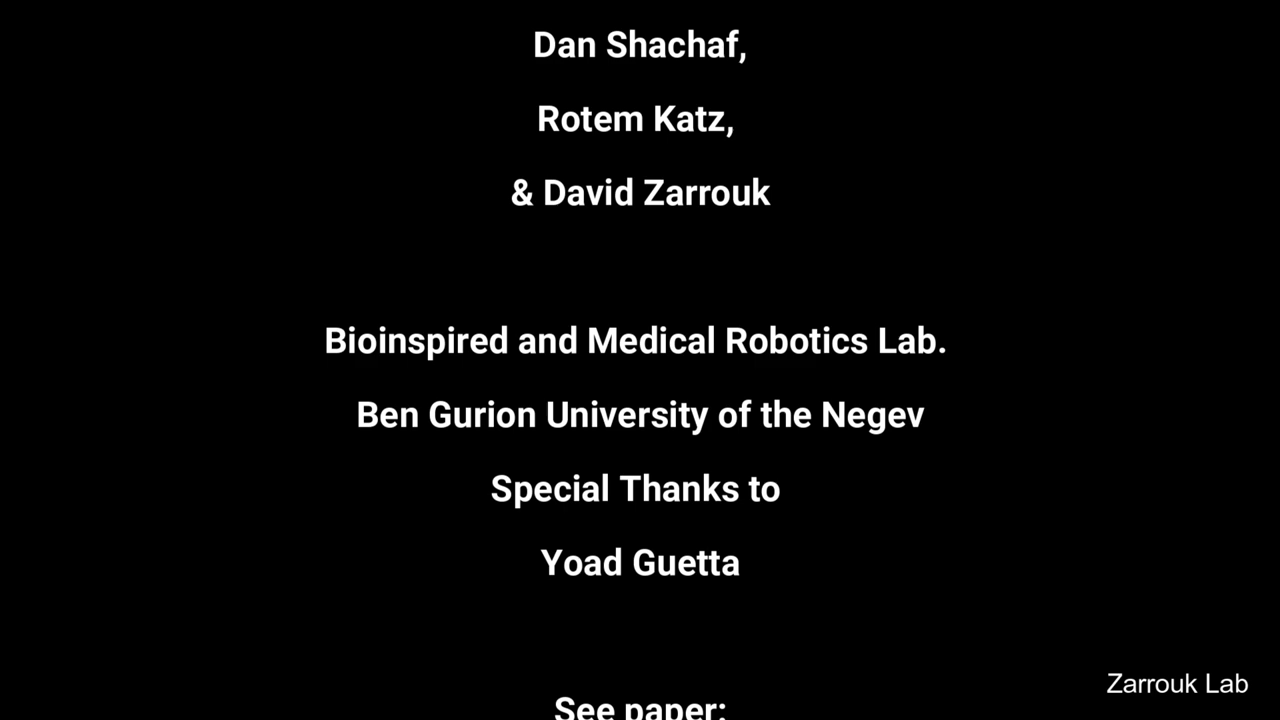 Dan Shachaf,
Rotem Katz,
& David Zarrouk
Bioinspired and Medical Robotics Lab.
Ben Gurion University of the Negev
Special Thanks to
Yoad Guetta
Zarrouk Lab
See paper: